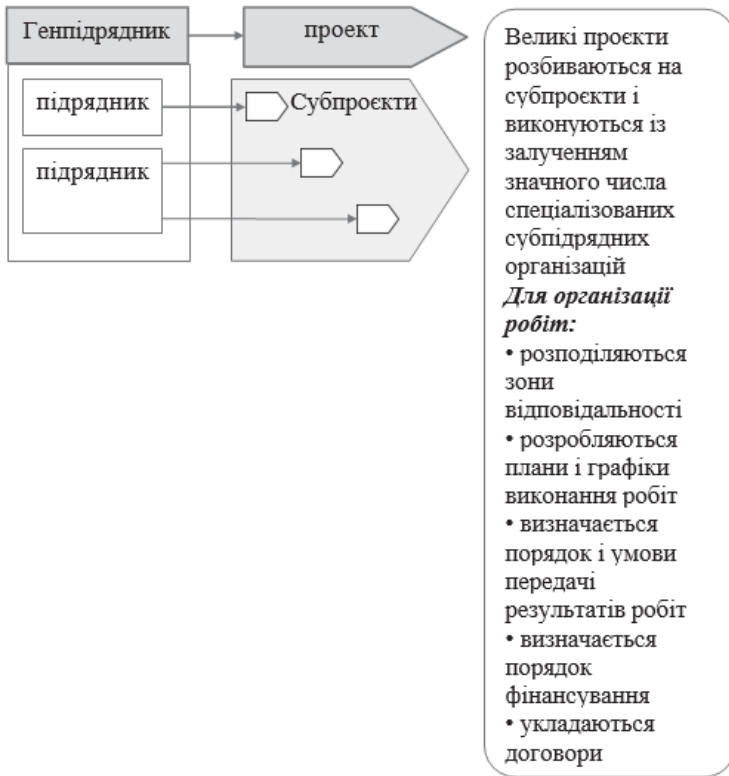 Генпідрядник
проект
підрядник
Субпроєкти
підрядник
Великі проєкти
розбиваються на
субпроєкти і
виконуються із
залученням
значного числа
спеціалізованих
субпідрядних
організацій
Для організації
робіт:
• розподіляються
зони
відповідальності
• розробляються
плани і графіки
виконання робіт
• визначається
порядок і умови
передачі
результатів робіт
• визначається
порядок
фінансування
• укладаються
договори